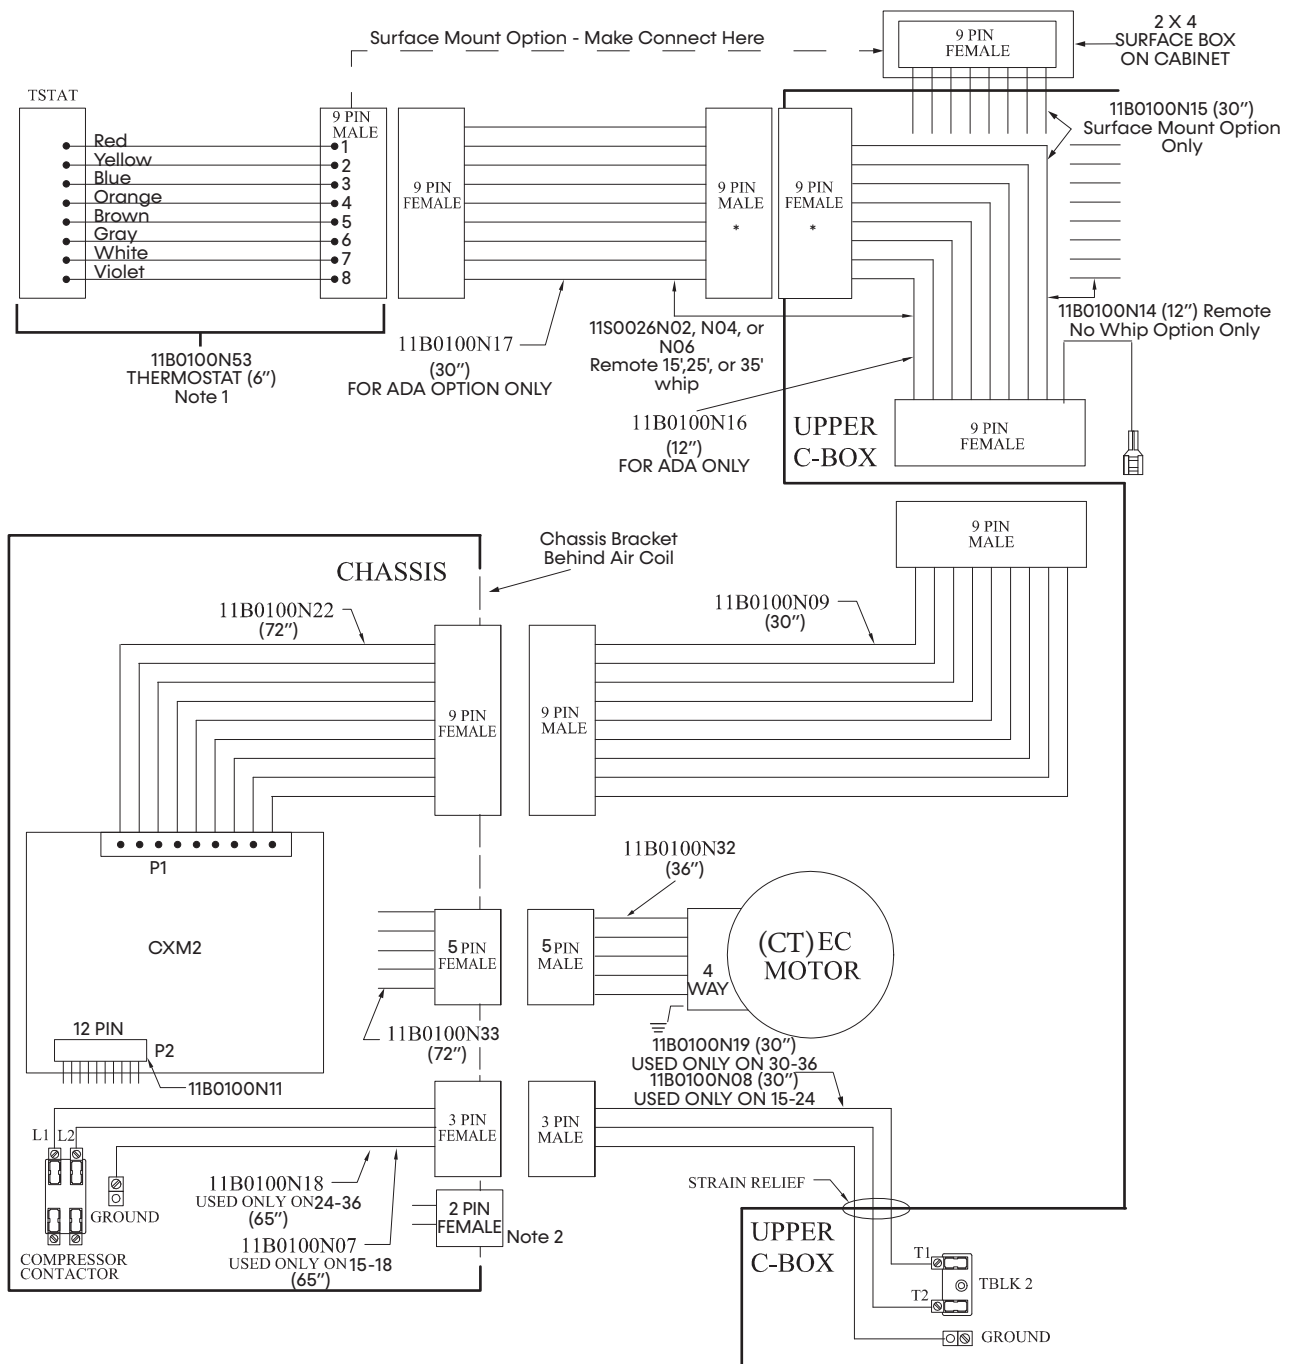 Surface Mount Option - Make Connect Here
9 PIN
FEMALE
2 X 4
SURFACE BOX
ON CABINET
TSTAT
Red
Yellow
Blue
Orange
Brown
Gray
White
Violet
9 PIN
MALE
1
2
3
4
5
6
7
8
9 PIN
FEMALE
9 PIN
MALE
*
9 PIN
FEMALE
*
11B0100N15 (30")
Surface Mount Option
Only
11B0100N53
THERMOSTAT (6")
Note 1
11B0100N17
(30")
FOR ADA OPTION ONLY
11S0026N02, N04, or
N06
Remote 15',25', or 35'
whip
11B0100N14 (12") Remote
No Whip Option Only
11B0100N16
(12")
FOR ADA ONLY
UPPER
C-BOX
9 PIN
FEMALE
9 PIN
MALE
CHASSIS
Chassis Bracket
Behind Air Coil
11B0100N22
(72")
11B0100N09
(30")
9 PIN
FEMALE
9 PIN
MALE
P1
CXM2
12 PIN
P2
11B0100N11
11B0100N32
(36")
5 PIN
FEMALE
5 PIN
MALE
4
WAY
(CT) EC
MOTOR
11B0100N33
(72")
11B0100N19 (30")
USED ONLY ON 30-36
11B0100N08 (30")
USED ONLY ON 15-24
3 PIN
FEMALE
3 PIN
MALE
L1
L2
GROUND
COMPRESSOR
CONTACTOR
11B0100N18
USED ONLY ON 24-36
(65")
11B0100N07
USED ONLY ON 15-18
(65")
2 PIN
FEMALE
Note 2
STRAIN RELIEF
UPPER
C-BOX
T1
T2
TBLK 2
GROUND